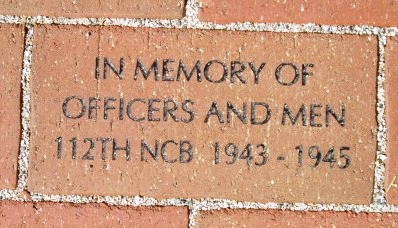 IN MEMORY OF
OFFICERS AND MEN
112TH NCB 1943 - 1945